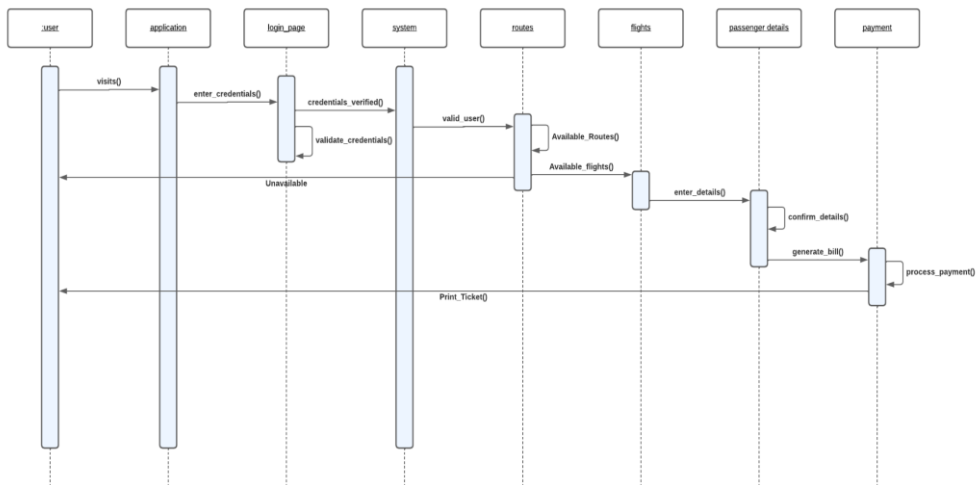 :user
application
login_page
system
routes
flights
passenger details
payment
visits()
enter_credentials()
credentials_verified()
valid_user()
Available_Routes()
validate_credentials()
Available_flights()
Unavailable
enter_details()
confirm_details()
generate_bill()
process_payment()
Print_Ticket()